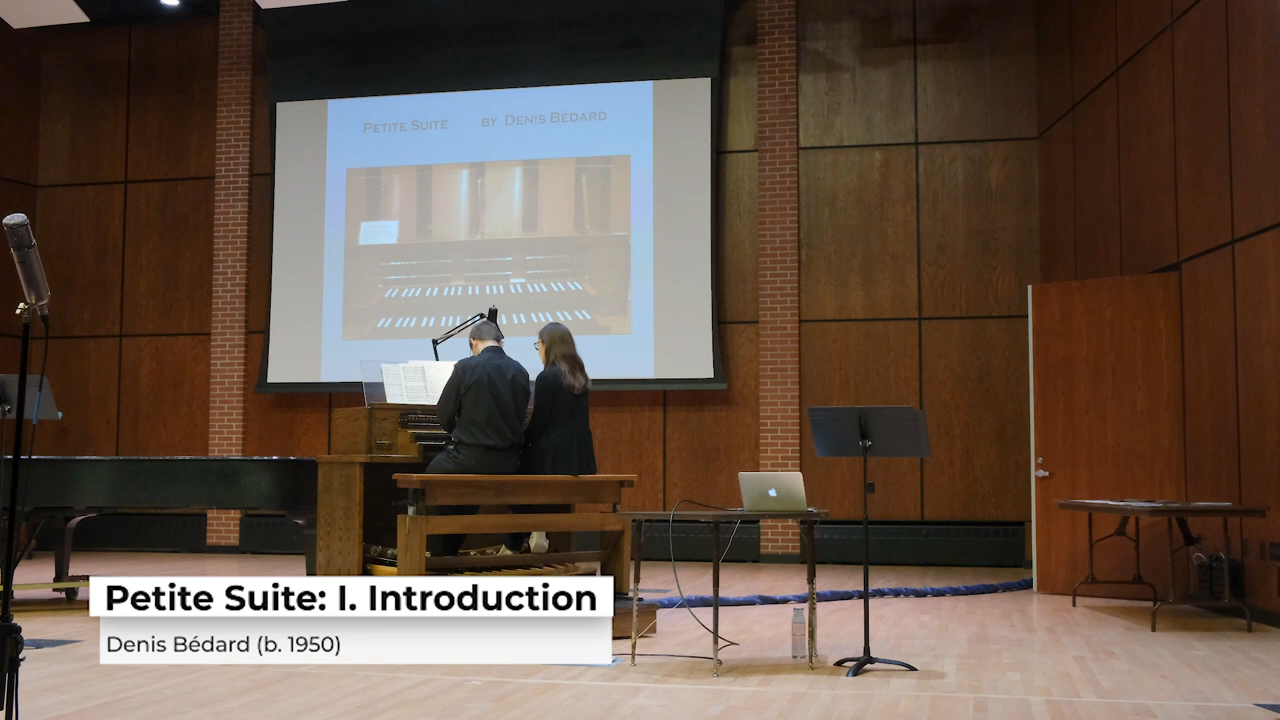 PETITE SUITE BY DENIS BÉDARD
Petite Suite: I. Introduction
Denis Bédard (b. 1950)